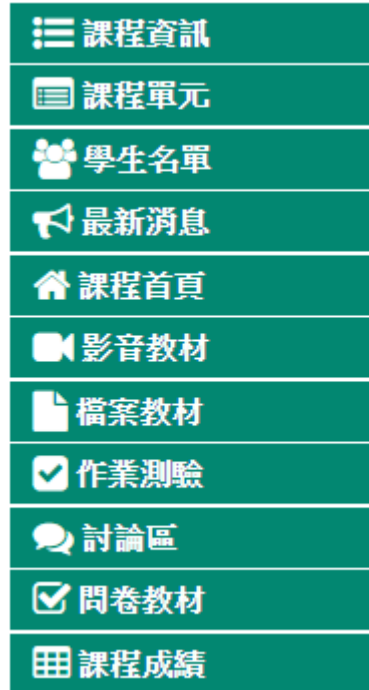 課程資訊
課程單元
學生名單
最新消息
課程首頁
影音教材
檔案教材
作業測驗
討論區
問卷教材
課程成績